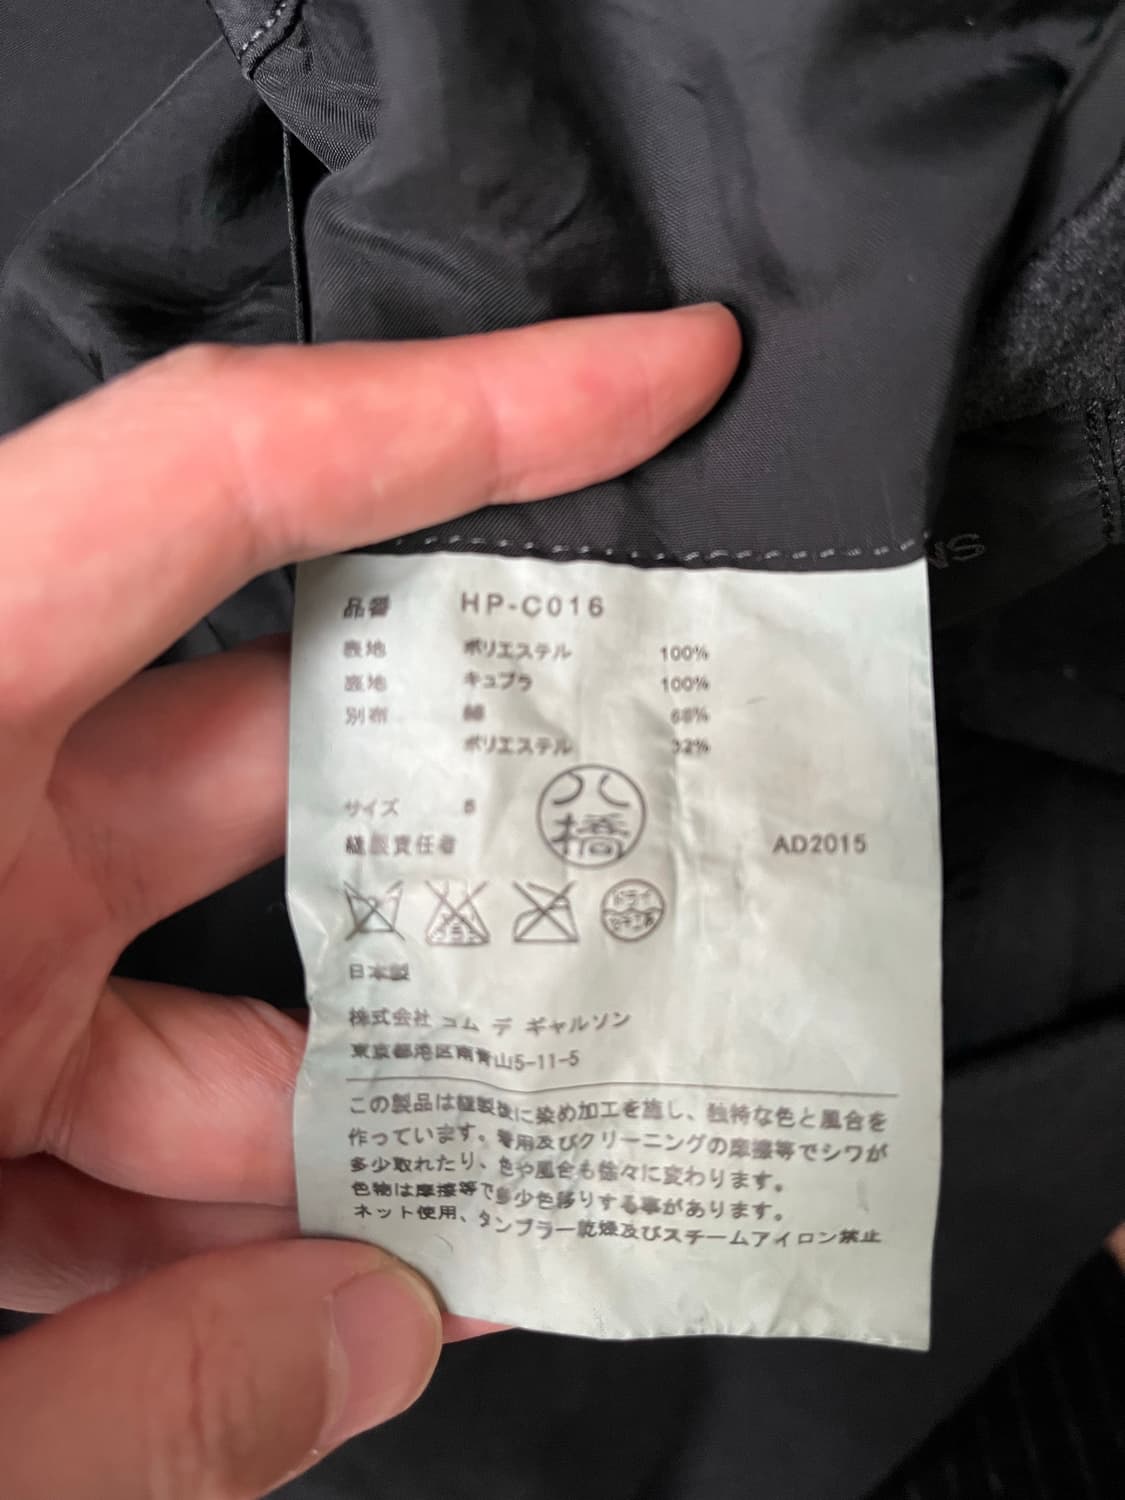 品番 HP-C016
表地 ポリエステル 100%
裏地 キュプラ 100%
別布 綿 68%
ポリエステル 32%
サイズ
八橋
縫製責任者 AD2015
ドライ セキユ系
日本製
株式会社 コム デ ギャルソン
東京都港区南青山5-11-5
この製品は縫製後に染め加工を施し、独特な色と風合を
作っています。着用及びクリーニングの摩擦等でシワが
多少取れたり、色や風合も徐々に変わります。
色物は摩擦等で多少色移りする事があります。
ネット使用、タンブラー乾燥及びスチームアイロン禁止